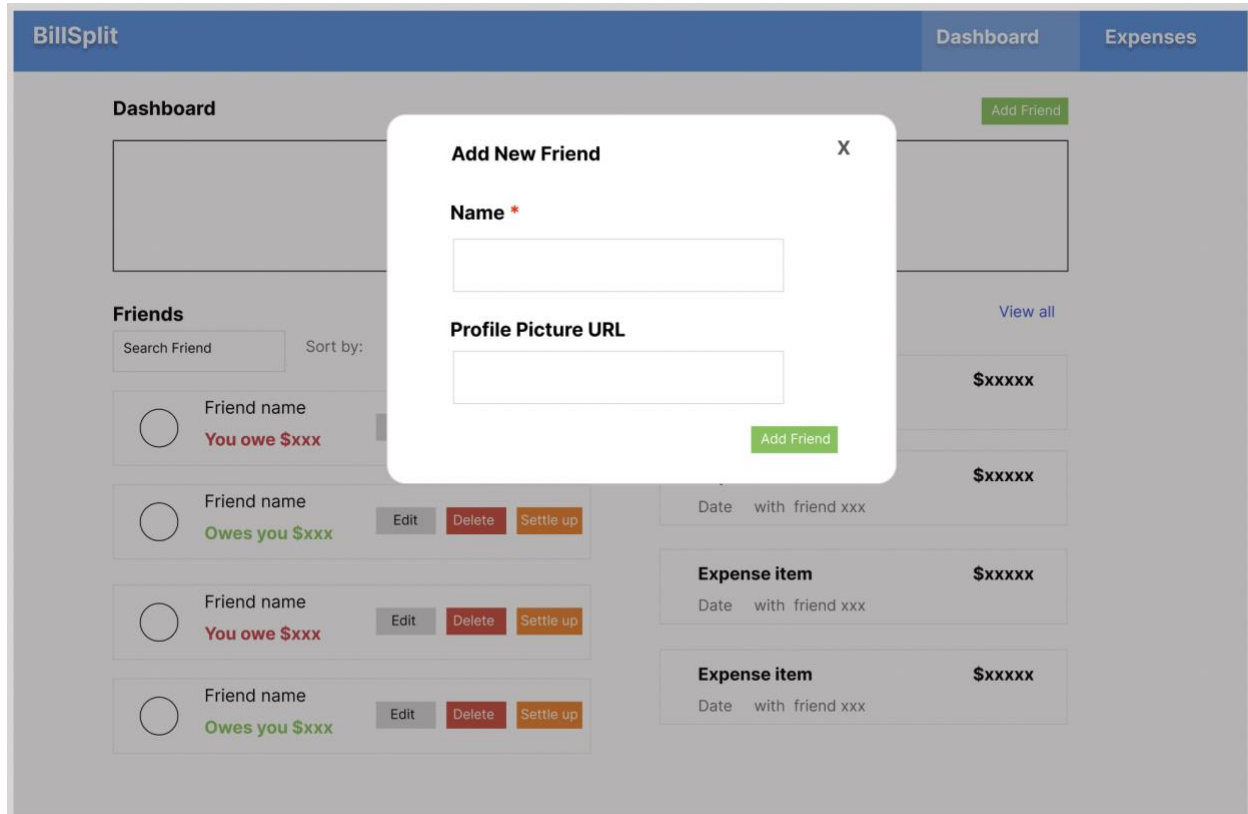 BillSplit
Dashboard
Expenses
Dashboard
Add Friend
Add New Friend
X
Name *
Profile Picture URL
Add Friend
Friends
Search Friend
Sort by:
View all
Friend name
You owe $xxx
Friend name
Owes you $xxx
Edit
Delete
Settle up
Friend name
You owe $xxx
Edit
Delete
Settle up
Friend name
Owes you $xxx
Edit
Delete
Settle up
$xxxxx
$xxxxx
Date with friend xxx
Expense item
$xxxxx
Date with friend xxx
Expense item
$xxxxx
Date with friend xxx